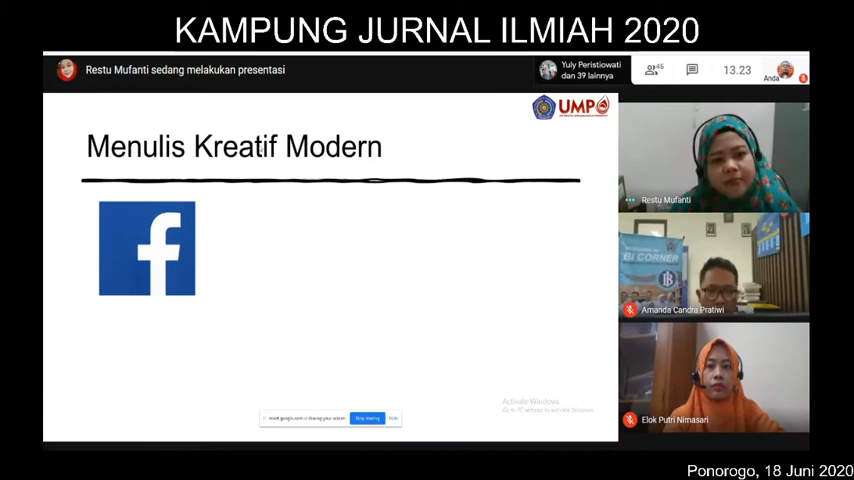 KAMPUNG JURNAL ILMIAH 2020
Restu Mufanti sedang melakukan presentasi
Yuly Peristiowati
dan 39 lainnya
45
13.23
Anda
UMPO
Menulis Kreatif Modern
f
Restu Mufanti
BI CORNER
Amanda Candra Pratiwi
Elok Putri Nimasari
Activate Windows
Go to PC settings to activate Windows.
meet.google.com is sharing your screen.
Stop sharing
Hide
Ponorogo, 18 Juni 2020